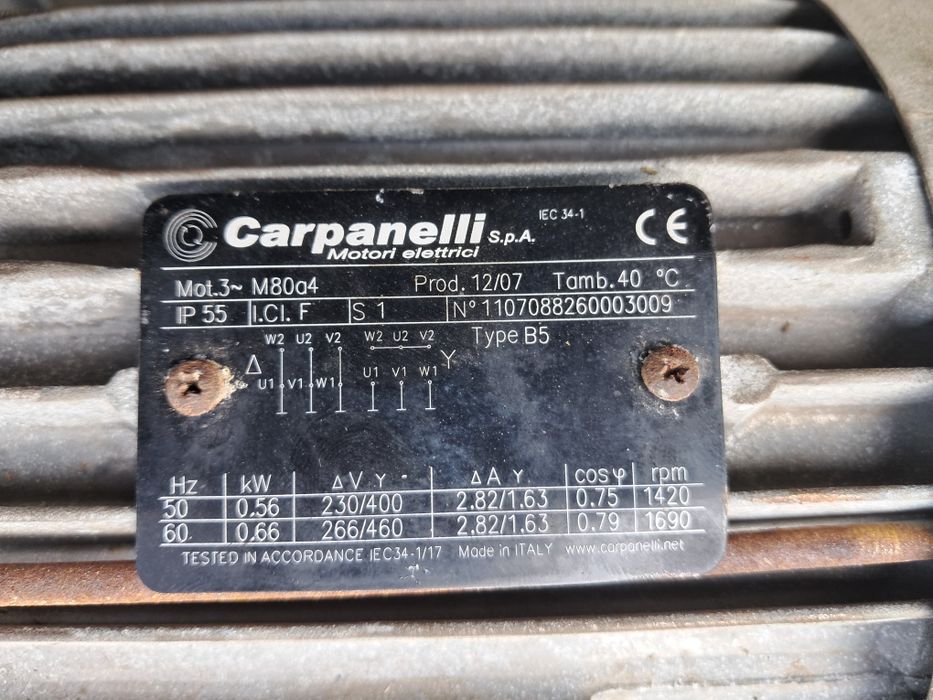 Carpanelli S.p.A. IEC 34-1 CE
Motori elettrici
Mot.3~ M80a4 Prod. 12/07 Tamb. 40 °C
IP 55 I.Cl. F S 1 N° 1107088260003009
W2 U2 V2 W2 U2 V2 Type B5
Δ Y
U1 V1 W1 U1 V1 W1
Hz kW Δ V Y Δ A Y cos φ rpm
50 0.56 230/400 2.82/1.63 0.75 1420
60 0.66 266/460 2.82/1.63 0.79 1690
TESTED IN ACCORDANCE IEC34-1/17 Made in ITALY www.carpanelli.net